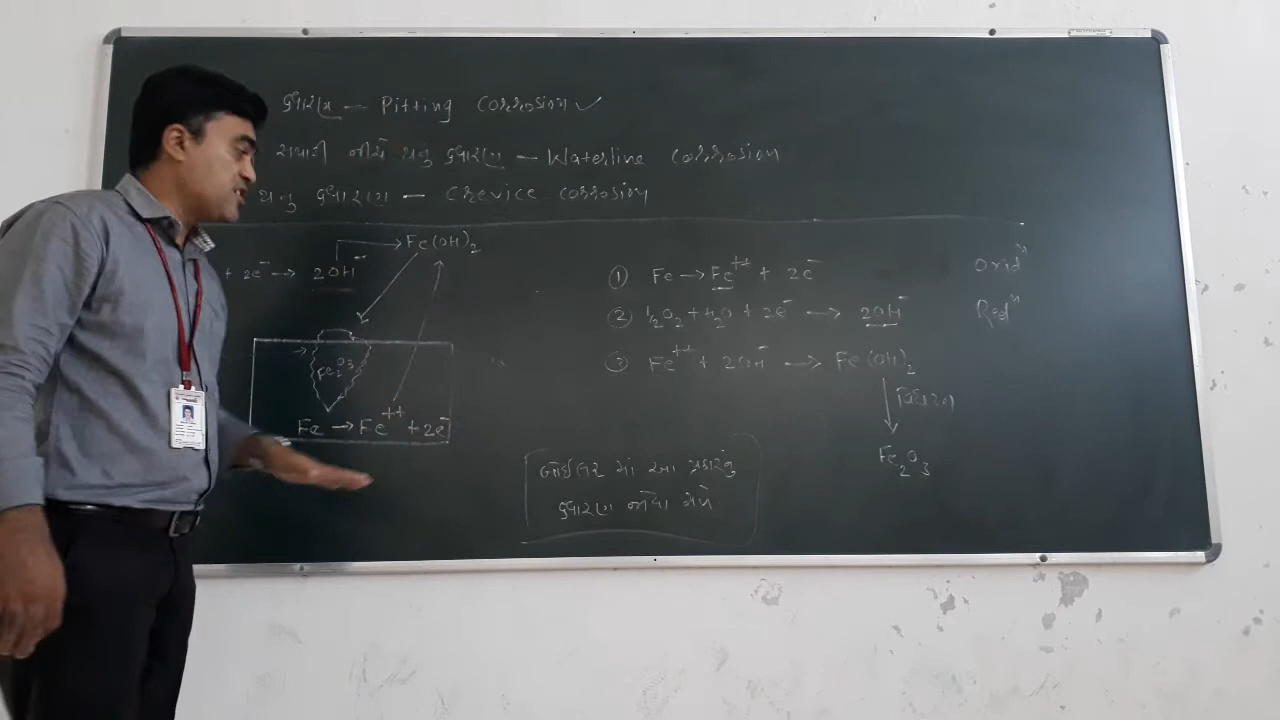 ક્ષારણ — Pitting Corrosion ✓
સપાટી નીચે થતું ક્ષારણ — Waterline corrosion
થતું ક્ષારણ — Crevice corrosion
+ 2e⁻ → 2OH⁻
Fe(OH)₂
Fe₂O₃
Fe → Fe⁺⁺ + 2e⁻
① Fe → Fe⁺⁺ + 2e⁻ Oxidⁿ
② ½O₂ + H₂O + 2e⁻ → 2OH⁻ Redⁿ
③ Fe⁺⁺ + 2OH⁻ → Fe(OH)₂
Fe₂O₃
બોઈલર માં આ પ્રકારનું
ક્ષારણ જોવા મળે